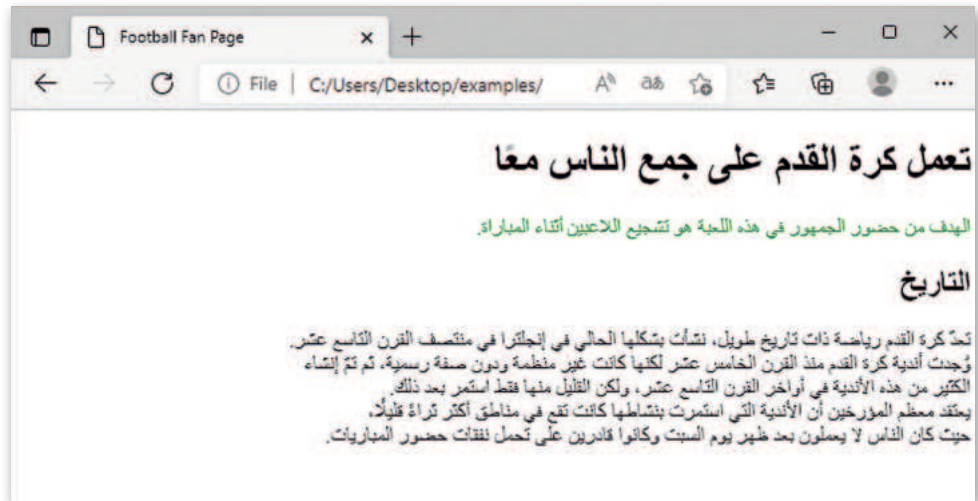 Football Fan Page
File | C:/Users/Desktop/examples/
تعمل كرة القدم على جمع الناس معًا
الهدف من حضور الجمهور في هذه اللعبة هو تشجيع اللاعبين أثناء المباراة.
التاريخ
تعدّ كرة القدم رياضة ذات تاريخ طويل، نشأت بشكلها الحالي في إنجلترا في منتصف القرن التاسع عشر.
وُجدت أندية كرة القدم منذ القرن الخامس عشر لكنها كانت غير منظمة ودون صفة رسمية، ثم تمّ إنشاء
الكثير من هذه الأندية في أواخر القرن التاسع عشر، ولكن القليل منها فقط استمر بعد ذلك.
يعتقد معظم المؤرخين أن الأندية التي استمرت بنشاطها كانت تقع في مناطق أكثر ثراءً قليلًا،
حيث كان الناس لا يعملون بعد ظهر يوم السبت وكانوا قادرين على تحمل نفقات حضور المباريات.